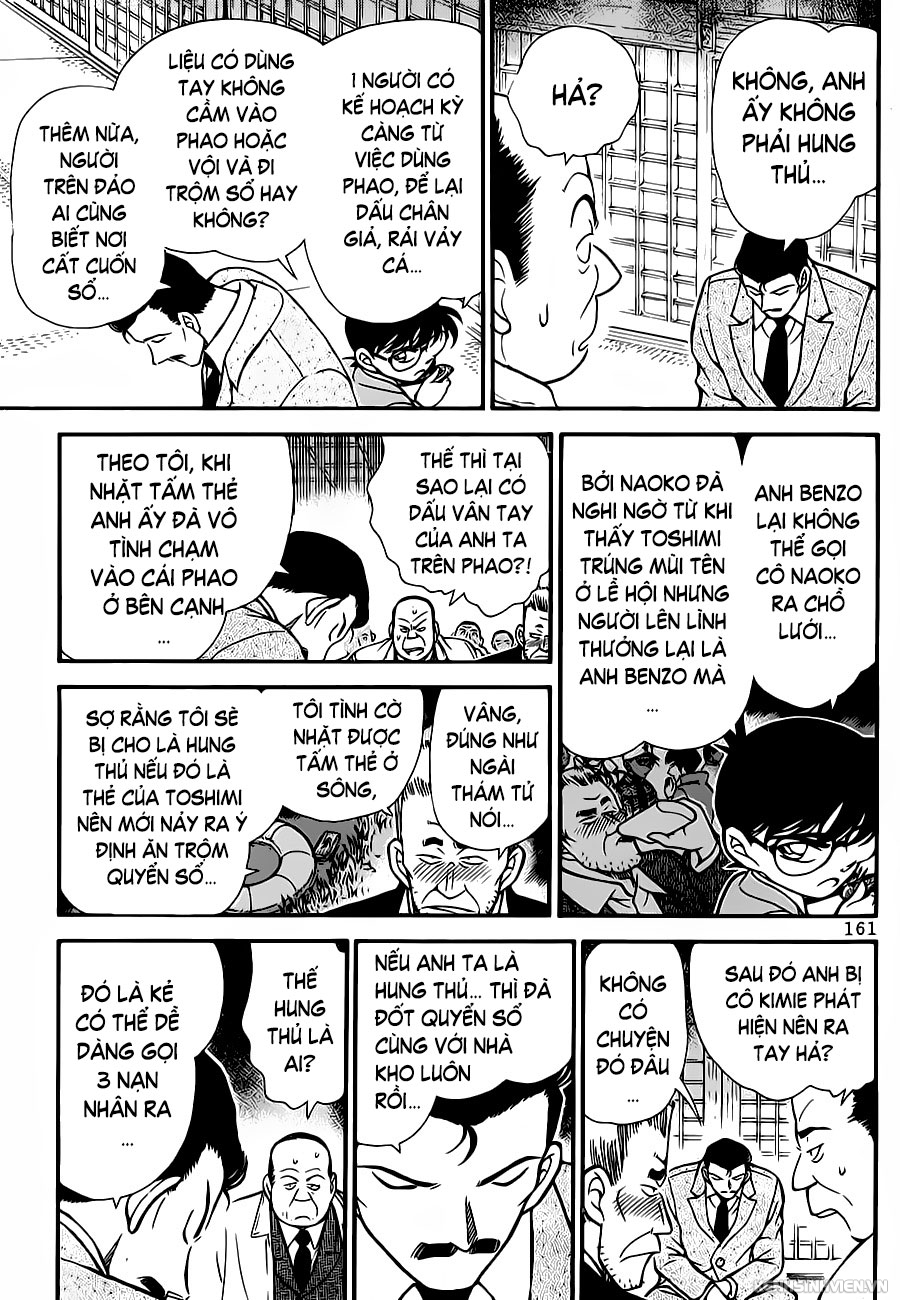 KHÔNG, ANH
ẤY KHÔNG
PHẢI HUNG
THỦ...
HẢ?
1 NGƯỜI CÓ
KẾ HOẠCH KỲ
CÀNG TỪ
VIỆC DÙNG
PHAO, ĐỂ LẠI
DẤU CHÂN
GIẢ, RẢI VẢY
CÁ...
LIỆU CÓ DÙNG
TAY KHÔNG
CẦM VÀO
PHAO HOẶC
VỘI VÀ ĐI
TRỘM SỔ HAY
KHÔNG?
THÊM NỮA,
NGƯỜI
TRÊN ĐẢO
AI CÙNG
BIẾT NƠI
CẤT CUỐN
SỔ...
ANH BENZO
LẠI KHÔNG
THỂ GỌI
CÔ NAOKO
RA CHỖ
LƯỚI...
BỞI NAOKO ĐÀ
NGHI NGỜ TỪ KHI
THẤY TOSHIMI
TRÚNG MŨI TÊN
Ở LỀ HỘI NHƯNG
NGƯỜI LÊN LÌNH
THƯỞNG LẠI LÀ
ANH BENZO MÀ
...
THẾ THÌ TẠI
SAO LẠI CÓ
DẤU VÂN TAY
CỦA ANH TA
TRÊN PHAO?!
THEO TÔI, KHI
NHẶT TẤM THẺ
ANH ẤY ĐÀ VÔ
TÌNH CHẠM
VÀO CÁI PHAO
Ở BÊN CẠNH
...
VÂNG,
ĐÚNG NHƯ
NGÀI
THÁM TỬ
NÓI...
TÔI TÌNH CỜ
NHẶT ĐƯỢC
TẤM THẺ Ở
SÔNG,
SỢ RẰNG TÔI SẼ
BỊ CHO LÀ HUNG
THỦ NẾU ĐÓ LÀ
THẺ CỦA TOSHIMI
NÊN MỚI NẢY RA Ý
ĐỊNH ĂN TRỘM
QUYỂN SỔ...
161
SAU ĐÓ ANH BỊ
CÔ KIMIE PHÁT
HIỆN NÊN RA
TAY HẢ?
KHÔNG
CÓ
CHUYỆN
ĐÓ ĐÂU
...
NẾU ANH TA LÀ
HUNG THỦ... THÌ ĐÀ
ĐỐT QUYỂN SỔ
CÙNG VỚI NHÀ
KHO LUÔN
RỒI...
THẾ
HUNG
THỦ LÀ
AI?
ĐÓ LÀ KẺ
CÓ THỂ DỀ
DÀNG GỌI
3 NẠN
NHÂN RA
...